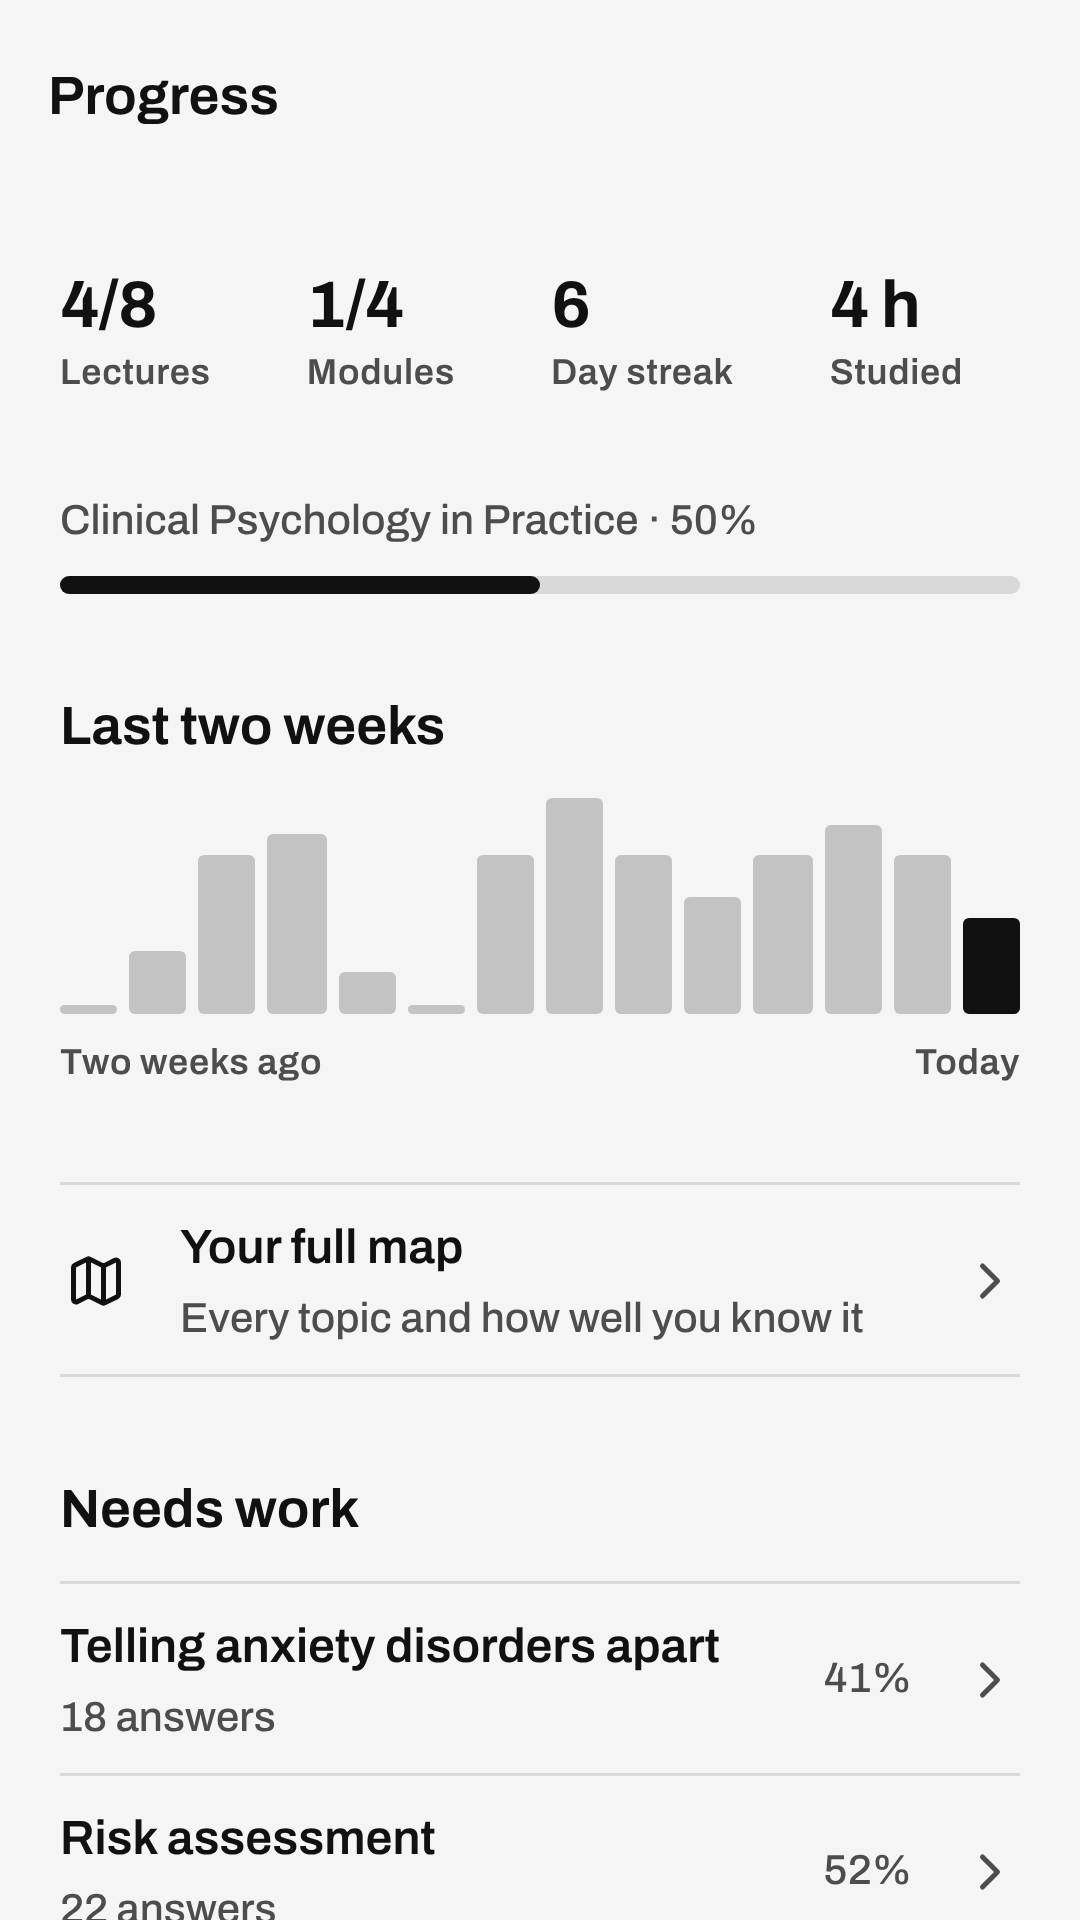 Progress
4/8 1/4 6 4 h
Lectures Modules Day streak Studied
Clinical Psychology in Practice · 50%
Last two weeks
Two weeks ago Today
Your full map
Every topic and how well you know it
Needs work
Telling anxiety disorders apart
41%
18 answers
Risk assessment
52%
22 answers